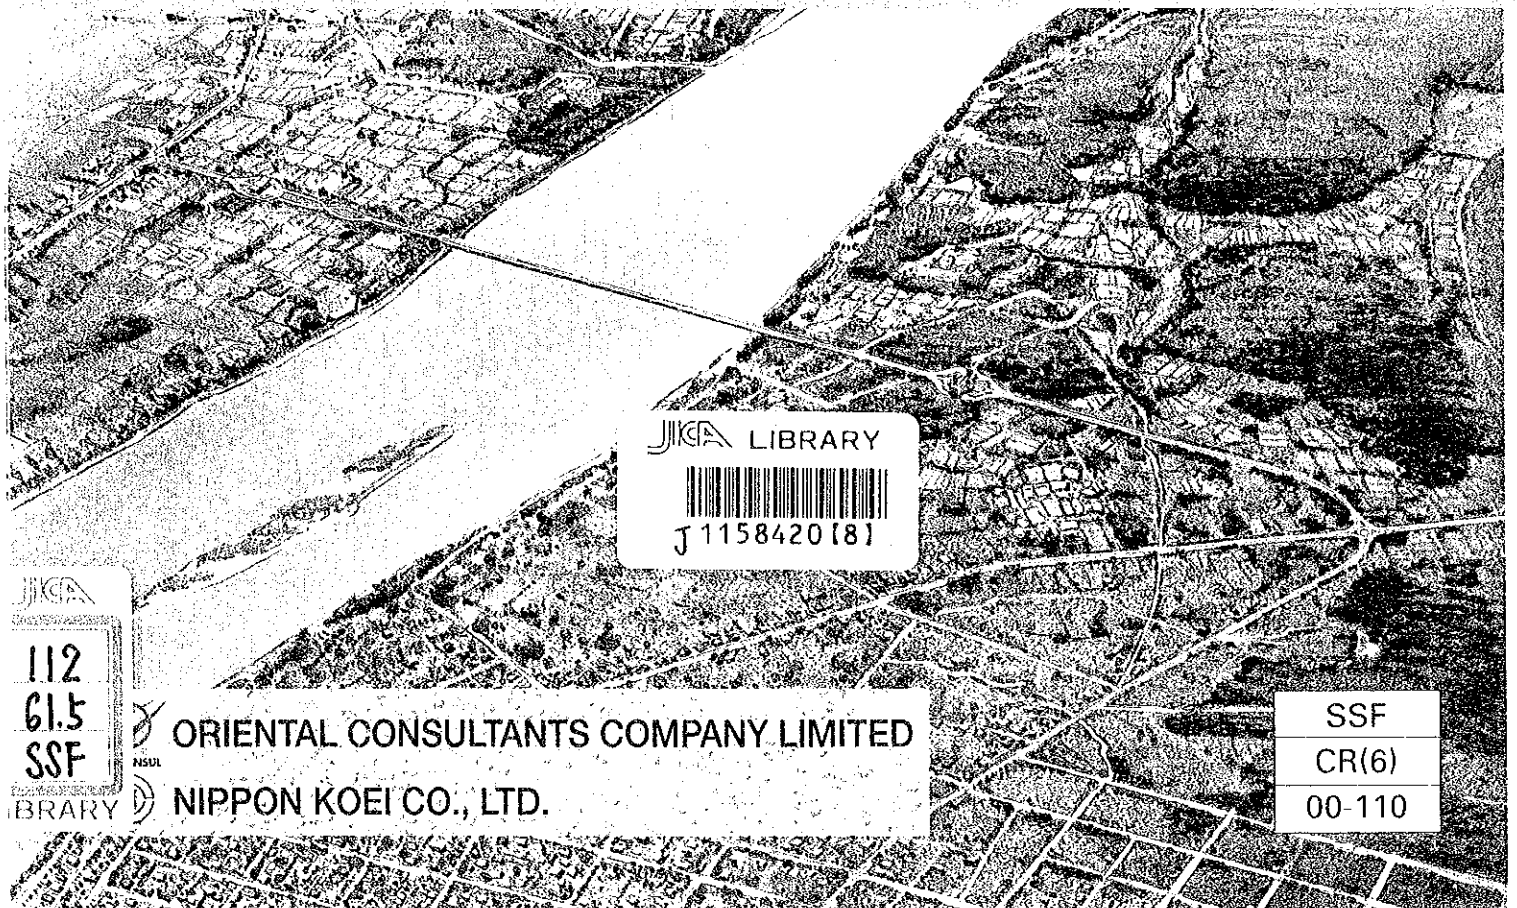 JICA LIBRARY
J 1158420 [8]
JICA
112
61.5
SSF
LIBRARY
NSUL
ORIENTAL CONSULTANTS COMPANY LIMITED
NIPPON KOEI CO., LTD.
SSF
CR(6)
00-110